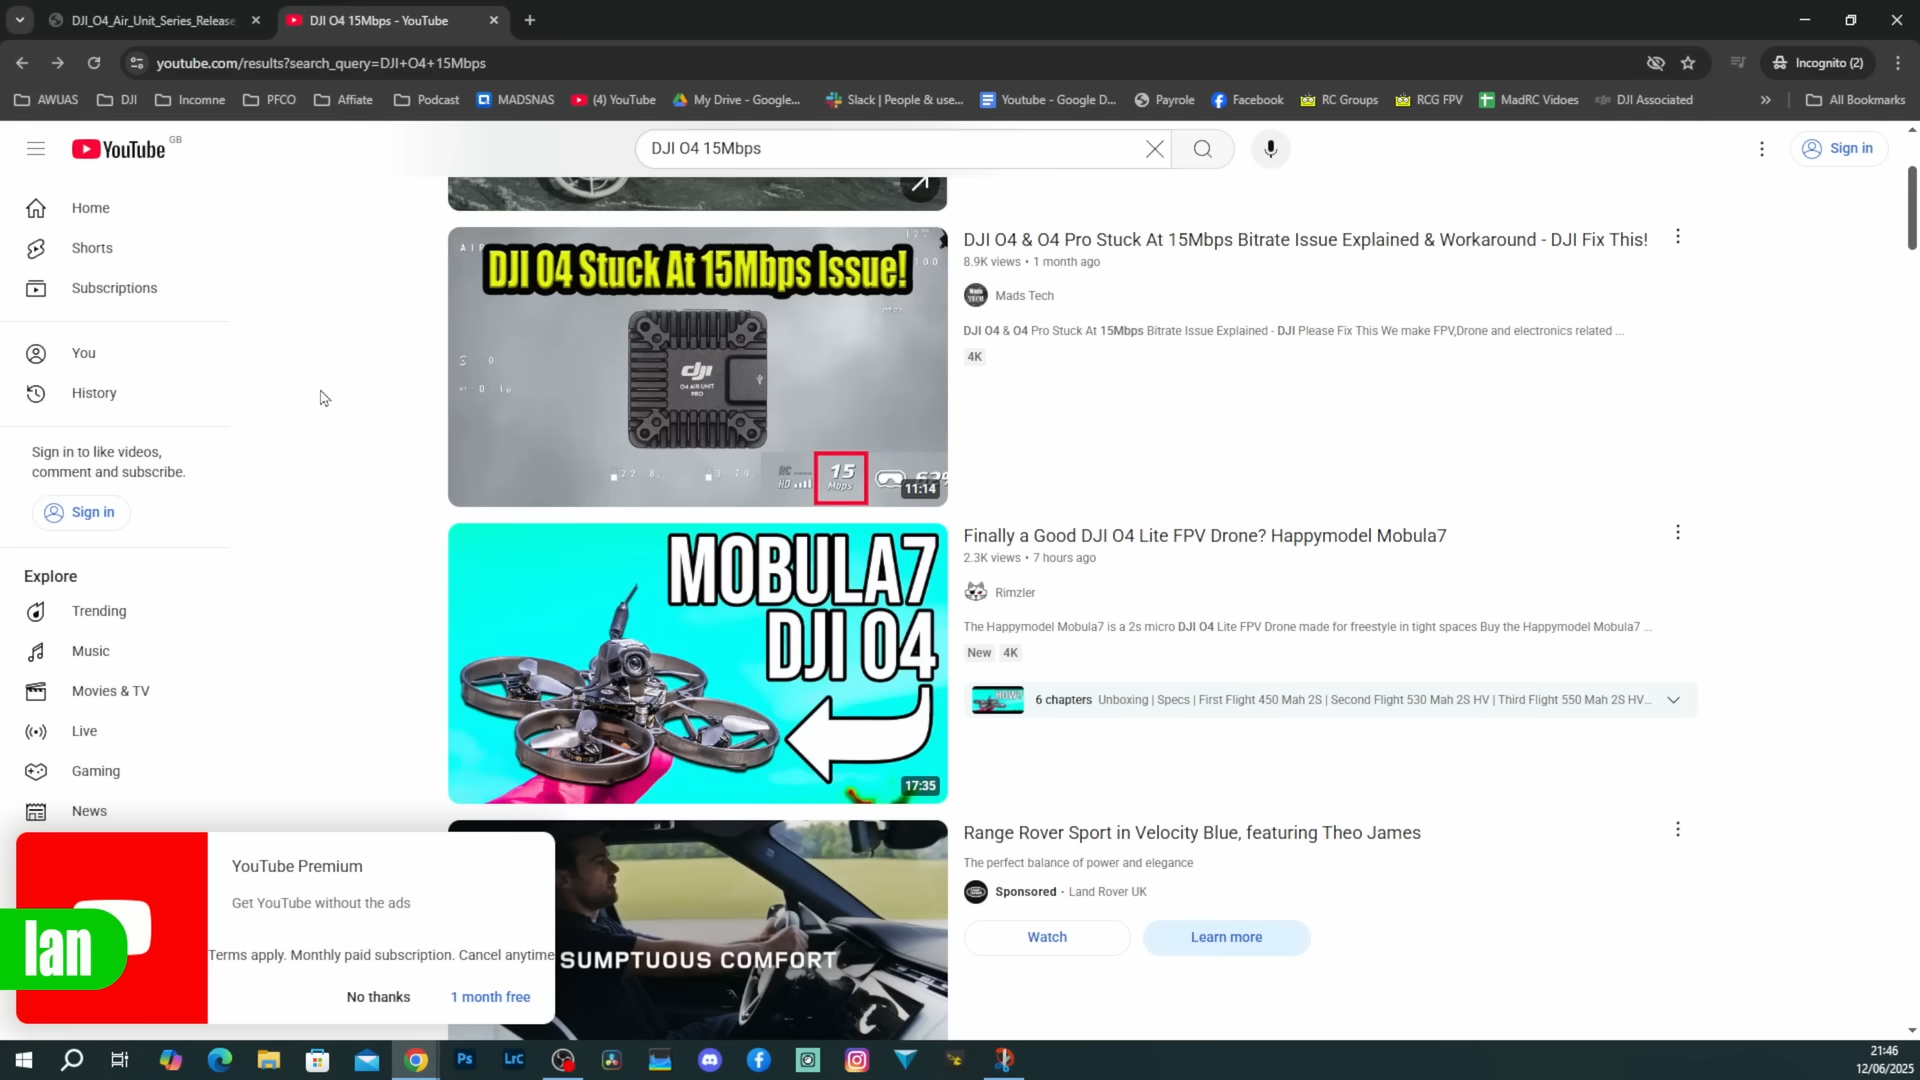 DJI_O4_Air_Unit_Series_Release
DJI O4 15Mbps - YouTube
youtube.com/results?search_query=DJI+O4+15Mbps
Incognito (2)
AWUAS
DJI
Incomne
PFCO
Affiate
Podcast
MADSNAS
(4) YouTube
My Drive - Google...
Slack | People & use...
Youtube - Google D...
Payrole
Facebook
RC Groups
RCG FPV
MadRC Vidoes
DJI Associated
All Bookmarks
YouTube GB
DJI O4 15Mbps
Sign in
Home
Shorts
Subscriptions
You
History
Sign in to like videos,
comment and subscribe.
Sign in
Explore
Trending
Music
Movies & TV
Live
Gaming
News
DJI O4 Stuck At 15Mbps Issue!
dji
O4 AIR UNIT
PRO
RC
HD
15
Mbps
11:14
DJI O4 & O4 Pro Stuck At 15Mbps Bitrate Issue Explained & Workaround - DJI Fix This!
8.9K views • 1 month ago
Mads Tech
DJI O4 & O4 Pro Stuck At 15Mbps Bitrate Issue Explained - DJI Please Fix This We make FPV,Drone and electronics related ...
4K
MOBULA7
DJI O4
17:35
Finally a Good DJI O4 Lite FPV Drone? Happymodel Mobula7
2.3K views • 7 hours ago
Rimzler
The Happymodel Mobula7 is a 2s micro DJI O4 Lite FPV Drone made for freestyle in tight spaces Buy the Happymodel Mobula7 ...
New 4K
6 chapters Unboxing | Specs | First Flight 450 Mah 2S | Second Flight 530 Mah 2S HV | Third Flight 550 Mah 2S HV...
SUMPTUOUS COMFORT
Range Rover Sport in Velocity Blue, featuring Theo James
The perfect balance of power and elegance
Sponsored · Land Rover UK
Watch
Learn more
YouTube Premium
Get YouTube without the ads
Terms apply. Monthly paid subscription. Cancel anytime
No thanks
1 month free
Ian
Ps
LrC
21:46
12/06/2025